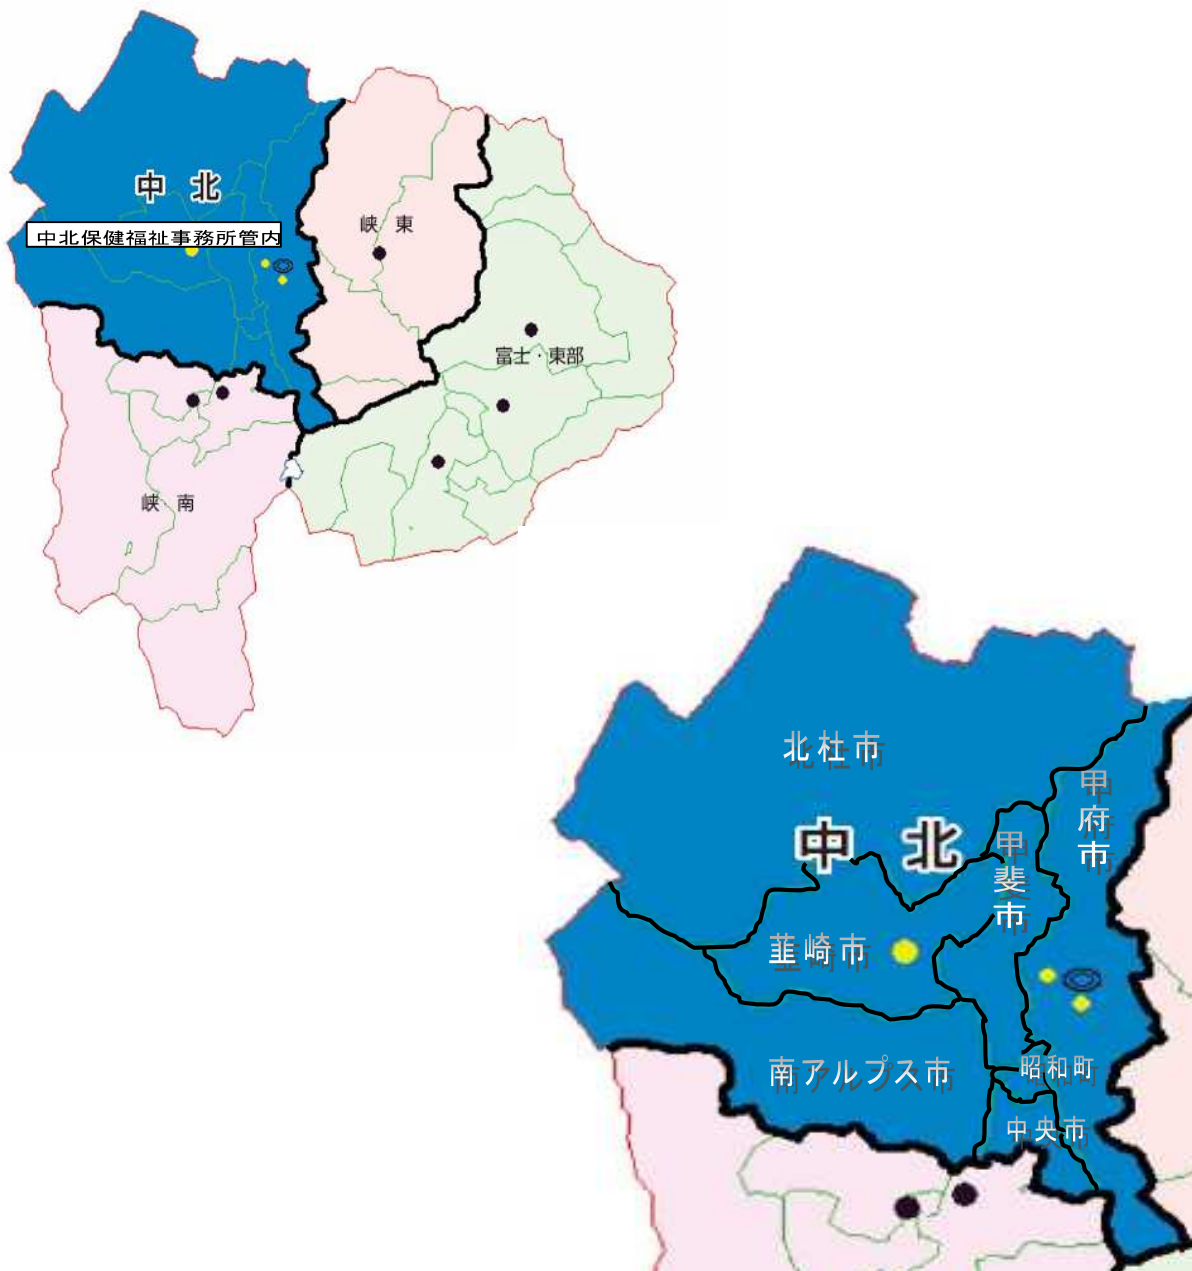 中北
中北保健福祉事務所管内
峡東
富士・東部
峡南
北杜市
甲府市
中北
甲斐市
韮崎市
南アルプス市
昭和町
中央市